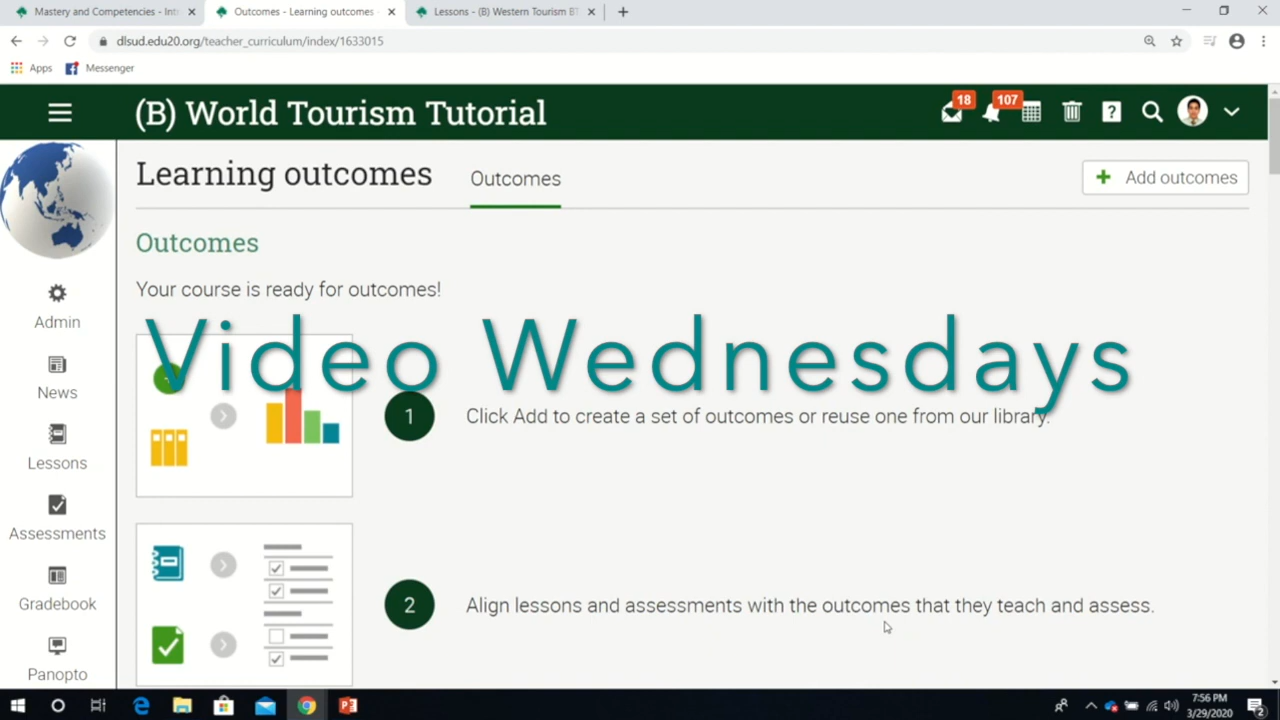 Mastery and Competencies - Int
Outcomes - Learning outcomes -
Lessons - (B) Western Tourism BT
dlsud.edu20.org/teacher_curriculum/index/1633015
Apps
Messenger
(B) World Tourism Tutorial
18
107
?
Learning outcomes
Outcomes
Add outcomes
Outcomes
Your course is ready for outcomes!
Video Wednesdays
1
Click Add to create a set of outcomes or reuse one from our library.
2
Align lessons and assessments with the outcomes that they teach and assess.
Admin
News
Lessons
Assessments
Gradebook
Panopto
7:56 PM
3/29/2020
2